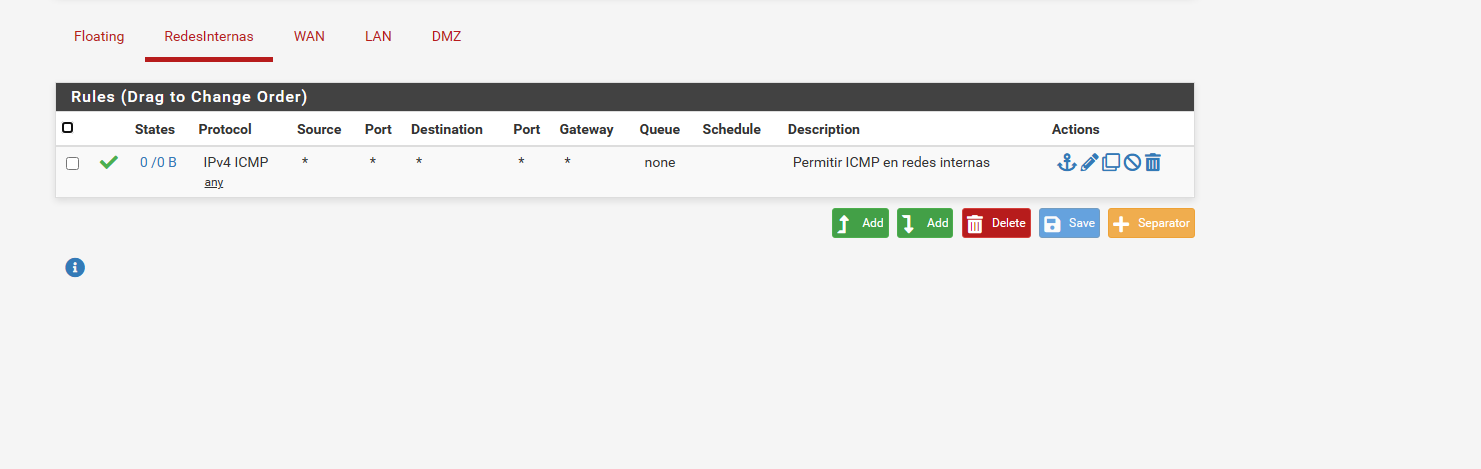 Floating RedesInternas WAN LAN DMZ
Rules (Drag to Change Order)
States Protocol Source Port Destination Port Gateway Queue Schedule Description Actions
0 /0 B IPv4 ICMP * * * * * none Permitir ICMP en redes internas
any
Add Add Delete Save Separator